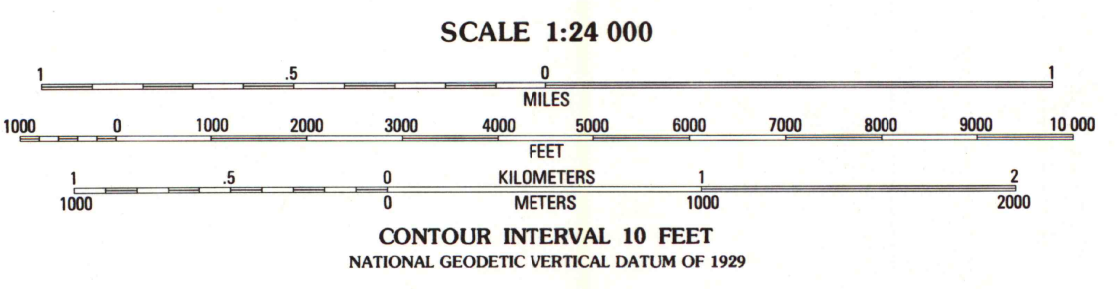 SCALE 1:24 000
1 .5 0 1
MILES
1000 0 1000 2000 3000 4000 5000 6000 7000 8000 9000 10 000
FEET
1 .5 0 KILOMETERS 1 2
1000 0 METERS 1000 2000
CONTOUR INTERVAL 10 FEET
NATIONAL GEODETIC VERTICAL DATUM OF 1929